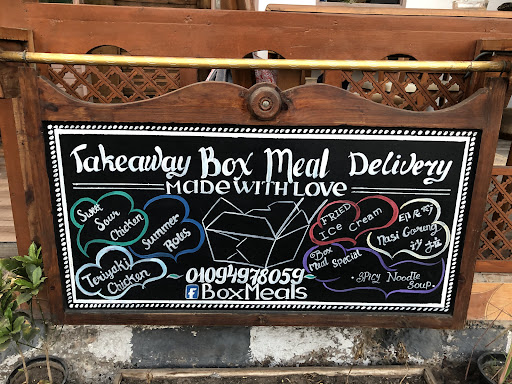 Takeaway Box Meal Delivery
MADE WITH LOVE
Sweet
Sour
Chicken
Summer
Roles
Teriyaki
Chicken
FRIED
ICe Cream
Nasi Goreng
Box
Meal Special
SPICY Noodle
Soup
01094978059
BoxMeals